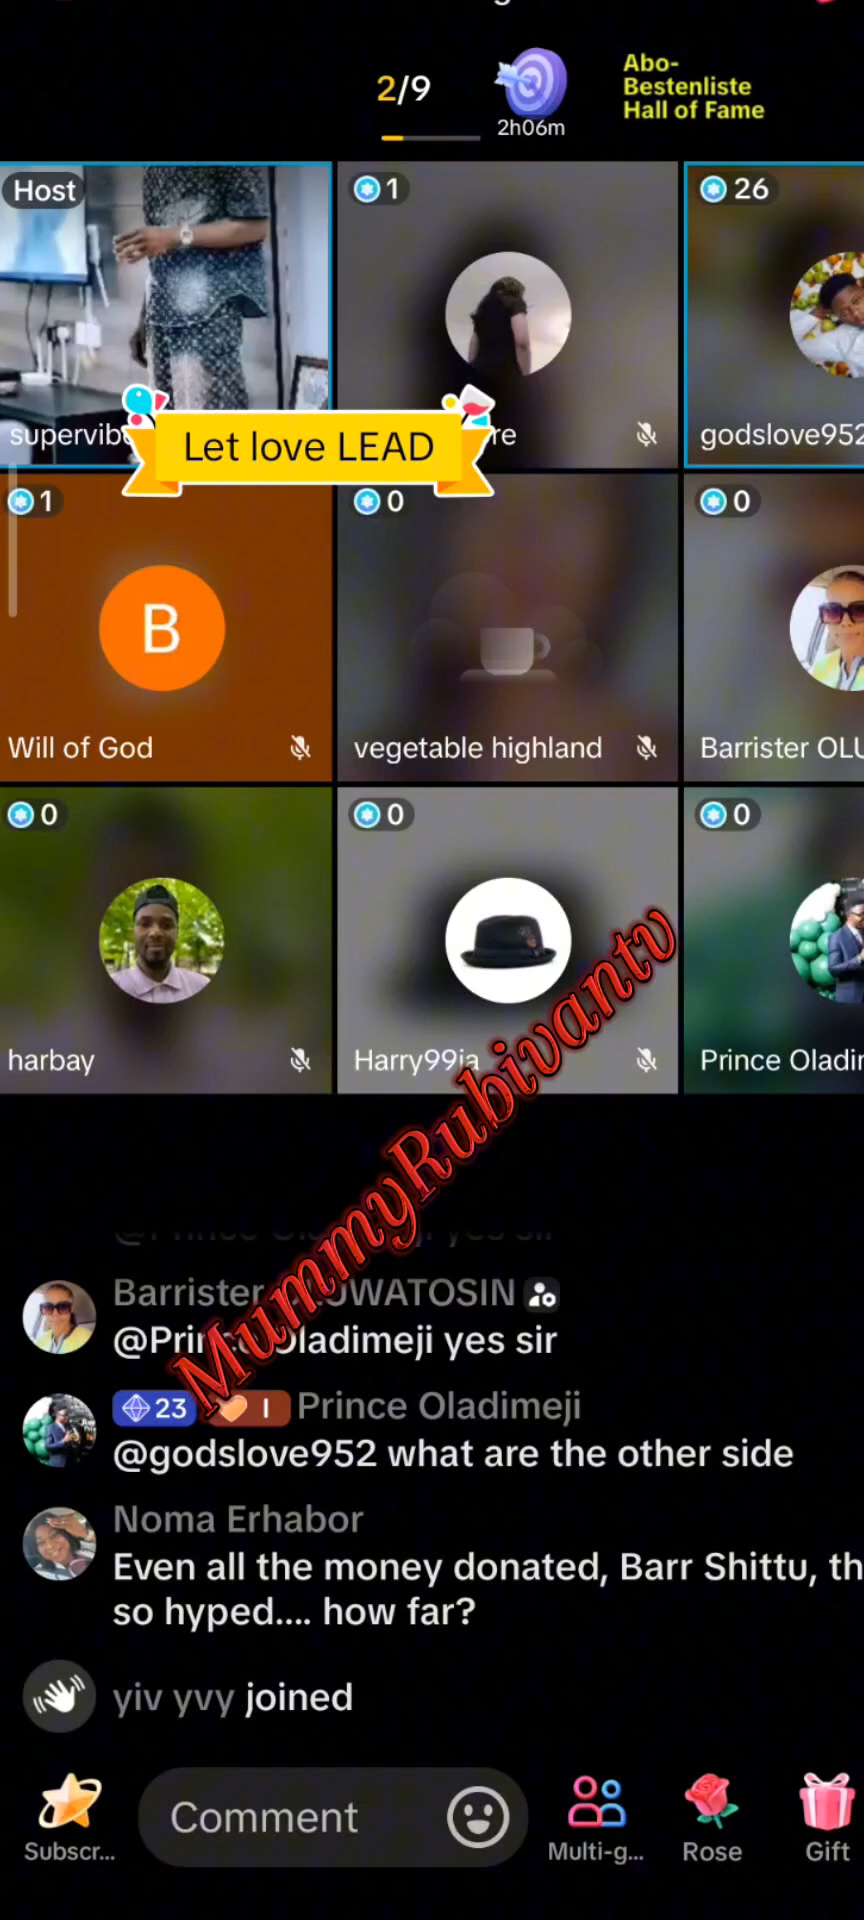 2/9
2h06m
Abo-
Bestenliste
Hall of Fame
Host
1
26
supervib
re
godslove952
Let love LEAD
1
0
0
B
Will of God
vegetable highland
Barrister OLU
0
0
0
harbay
Harry99ja
Prince Oladim
MummyRubivantv
Barrister OLUWATOSIN
@Prince Oladimeji yes sir
23 I Prince Oladimeji
@godslove952 what are the other side
Noma Erhabor
Even all the money donated, Barr Shittu, th
so hyped.... how far?
yiv yvy joined
Subscr...
Comment
Multi-g...
Rose
Gift